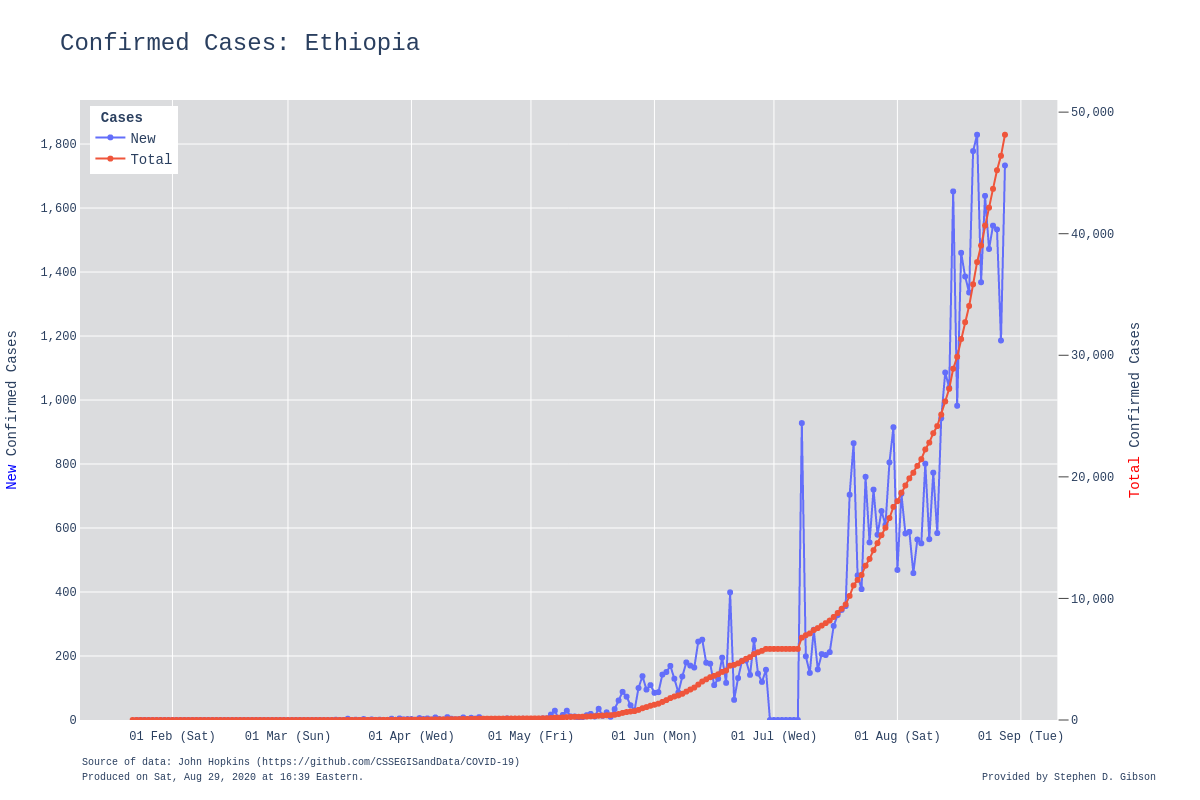 Confirmed Cases: Ethiopia
Cases
New
Total
1,800
1,600
1,400
1,200
1,000
800
600
400
200
0
New Confirmed Cases
50,000
40,000
30,000
20,000
10,000
0
Total Confirmed Cases
01 Feb (Sat) 01 Mar (Sun) 01 Apr (Wed) 01 May (Fri) 01 Jun (Mon) 01 Jul (Wed) 01 Aug (Sat) 01 Sep (Tue)
Source of data: John Hopkins (https://github.com/CSSEGISandData/COVID-19)
Produced on Sat, Aug 29, 2020 at 16:39 Eastern.
Provided by Stephen D. Gibson